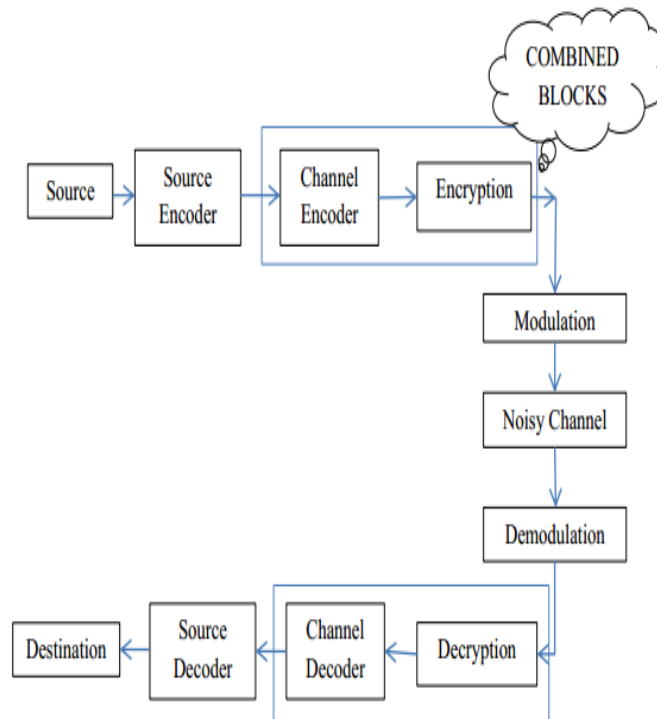 COMBINED
BLOCKS
Source
Source
Encoder
Channel
Encoder
Encryption
Modulation
Noisy Channel
Demodulation
Decryption
Channel
Decoder
Source
Decoder
Destination